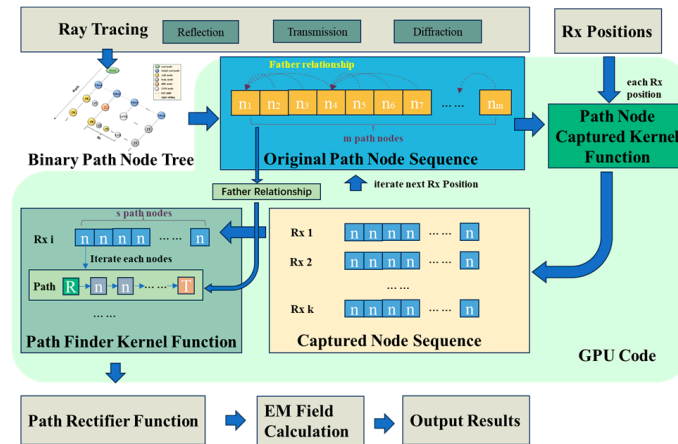 Ray Tracing
Reflection
Transmission
Diffraction
Rx Positions
Father relationship
n1 n2 n3 n4 n5 n6 n7 ... ... nm
m path nodes
Original Path Node Sequence
each Rx
position
Binary Path Node Tree
Path Node
Captured Kernel
Function
Father Relationship
iterate next Rx Position
s path nodes
Rx i
n n n n ... ... n
Iterate each nodes
Path
R n n ... ... T
... ...
Path Finder Kernel Function
Rx 1
n n n n ... ... n
Rx 2
n n n n ... ... n
... ...
Rx k
n n n n ... ... n
Captured Node Sequence
GPU Code
Path Rectifier Function
EM Field
Calculation
Output Results